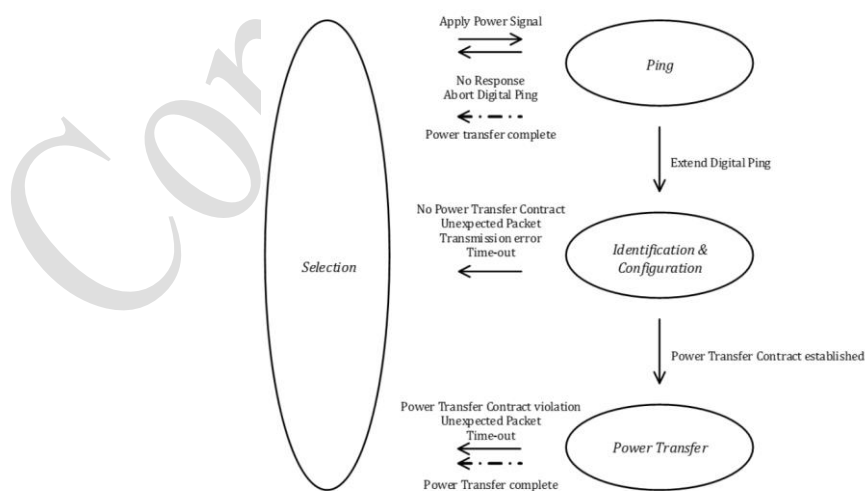 Apply Power Signal
Ping
No Response
Abort Digital Ping
Power transfer complete
Extend Digital Ping
No Power Transfer Contract
Unexpected Packet
Transmission error
Time-out
Identification &
Configuration
Selection
Power Transfer Contract established
Power Transfer Contract violation
Unexpected Packet
Time-out
Power Transfer
Power Transfer complete
Con